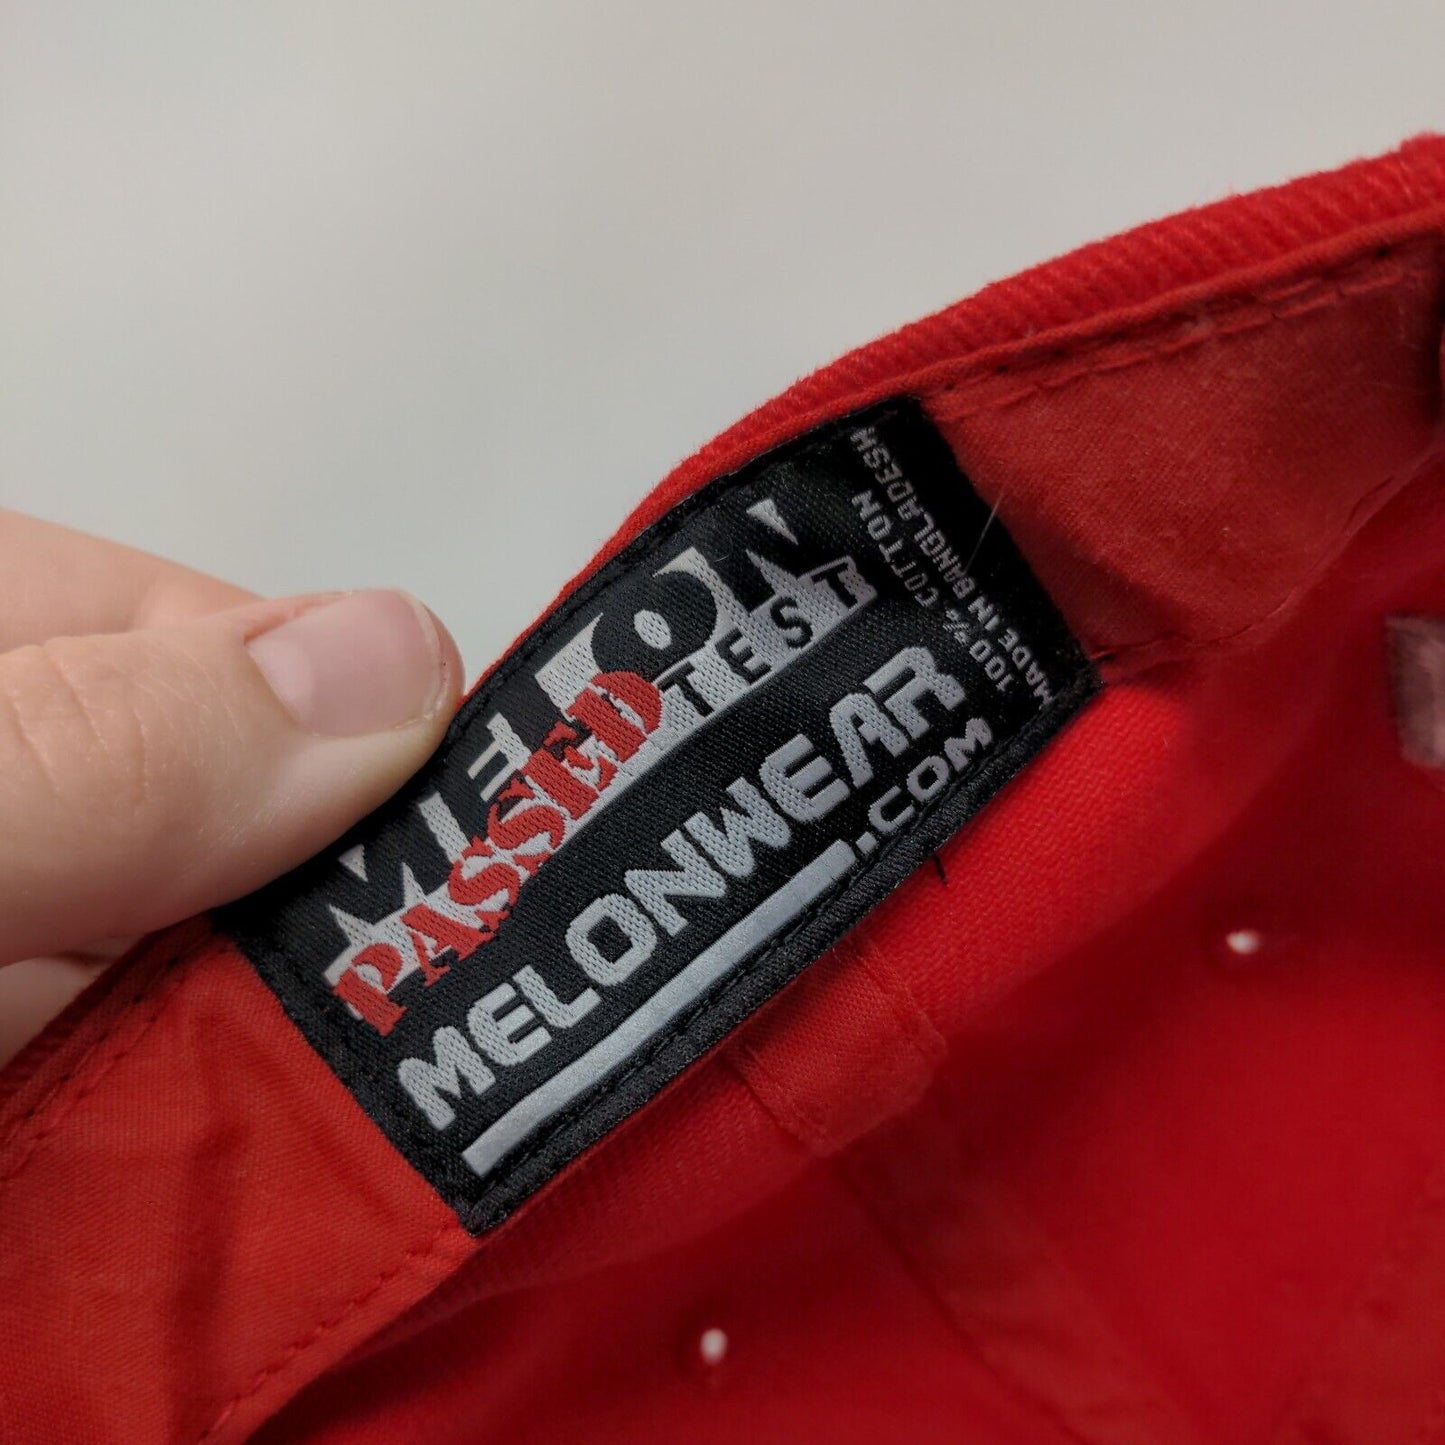 MELON
PASSED TEST
MELONWEAR
.COM
100% COTTON
MADE IN BANGLADESH